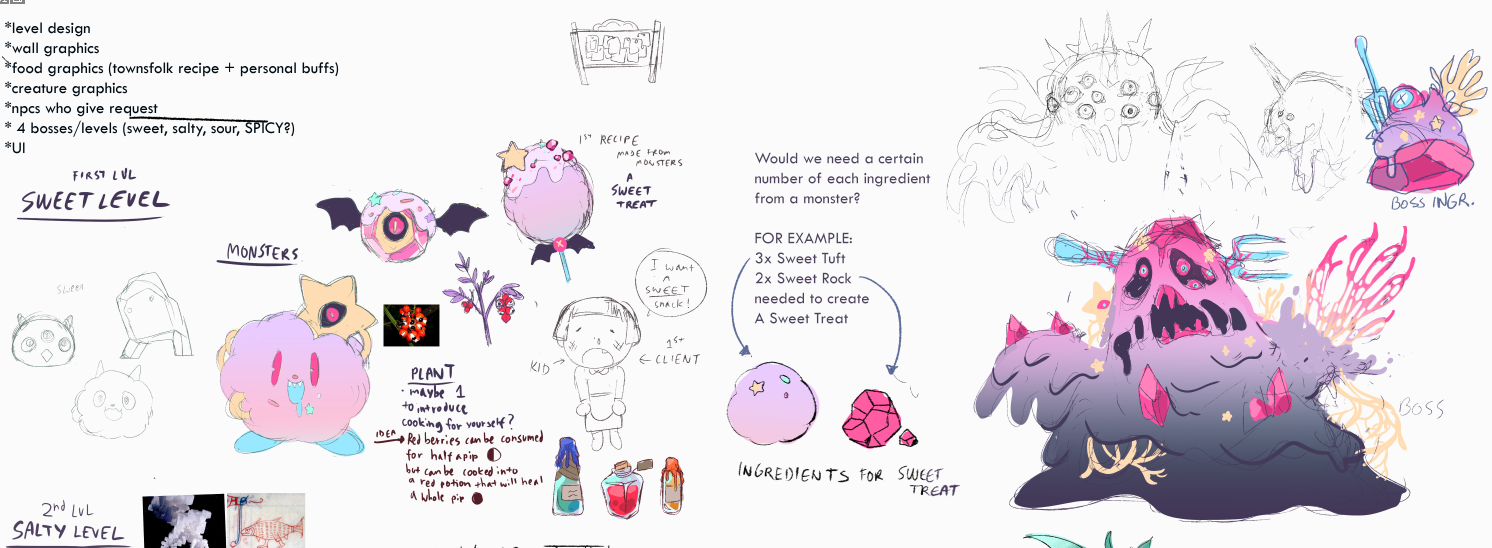 *level design
*wall graphics
*food graphics (townsfolk recipe + personal buffs)
*creature graphics
*npcs who give request
* 4 bosses/levels (sweet, salty, sour, SPICY?)
*UI
FIRST LVL
SWEET LEVEL
MONSTERS
SWEET
1ST RECIPE
MADE FROM
MONSTERS
A
SWEET
TREAT
I want
a
SWEET
snack!
KID
1ST
CLIENT
PLANT
• maybe 1
to introduce
cooking for yourself?
IDEA
Red berries can be consumed
for half a pip
but can be cooked into
a red potion that will heal
a whole pip
Would we need a certain
number of each ingredient
from a monster?
FOR EXAMPLE:
3x Sweet Tuft
2x Sweet Rock
needed to create
A Sweet Treat
INGREDIENTS FOR SWEET
TREAT
BOSS INGR.
BOSS
2nd LVL
SALTY LEVEL